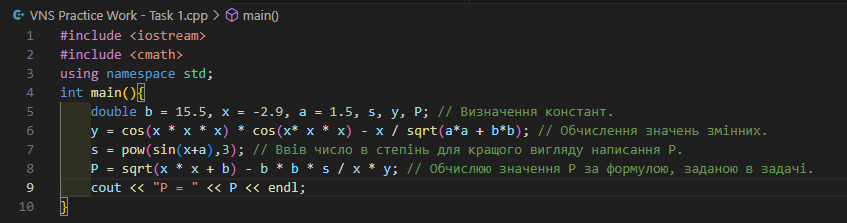 VNS Practice Work - Task 1.cpp > main()
1 #include <iostream>
2 #include <cmath>
3 using namespace std;
4 int main(){
5 double b = 15.5, x = -2.9, a = 1.5, s, y, P; // Визначення констант.
6 y = cos(x * x * x) * cos(x* x * x) - x / sqrt(a*a + b*b); // Обчислення значень змінних.
7 s = pow(sin(x+a),3); // Ввів число в степінь для кращого вигляду написання P.
8 P = sqrt(x * x + b) - b * b * s / x * y; // Обчислюю значення P за формулою, заданою в задачі.
9 cout << "P = " << P << endl;
10 }